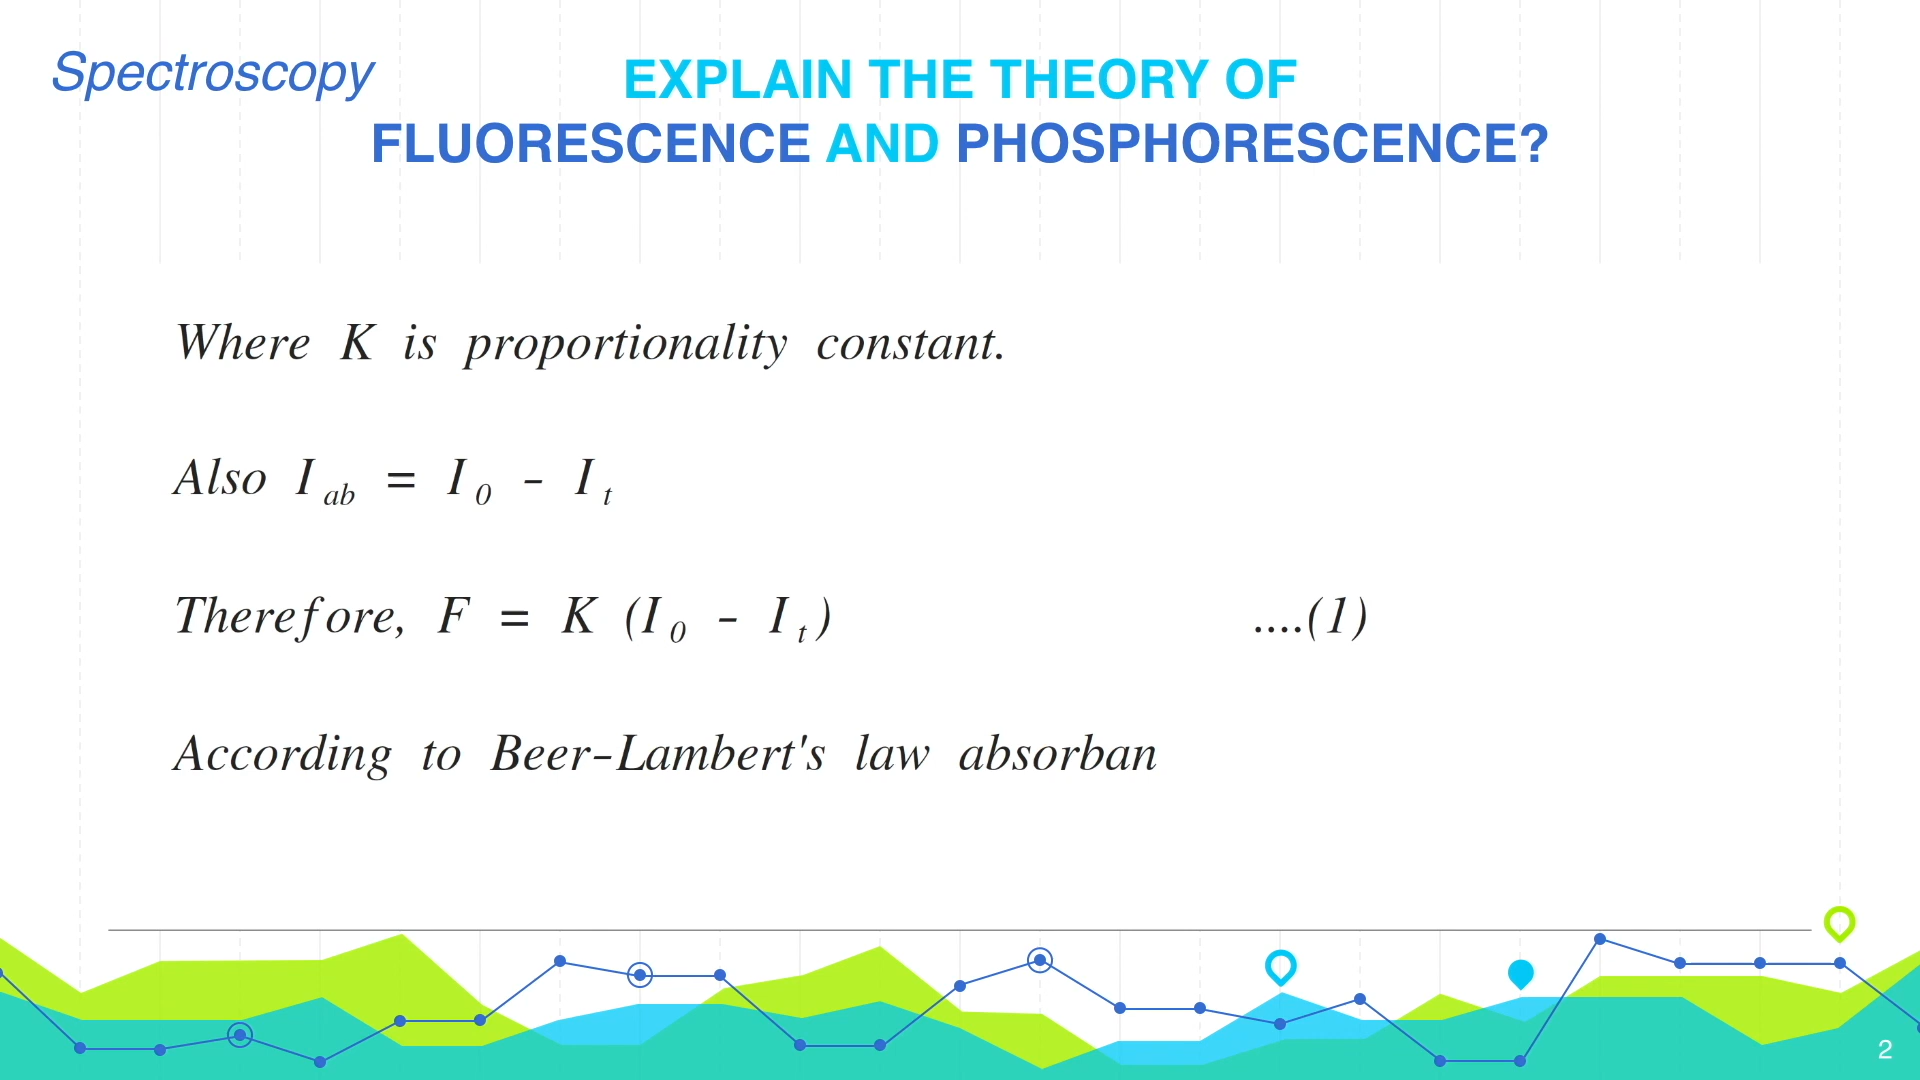 Spectroscopy
EXPLAIN THE THEORY OF
FLUORESCENCE AND PHOSPHORESCENCE?
Where K is proportionality constant.
Also I ab = I 0 - I t
Therefore, F = K (I 0 - I t) ....(1)
According to Beer-Lambert's law absorban
2